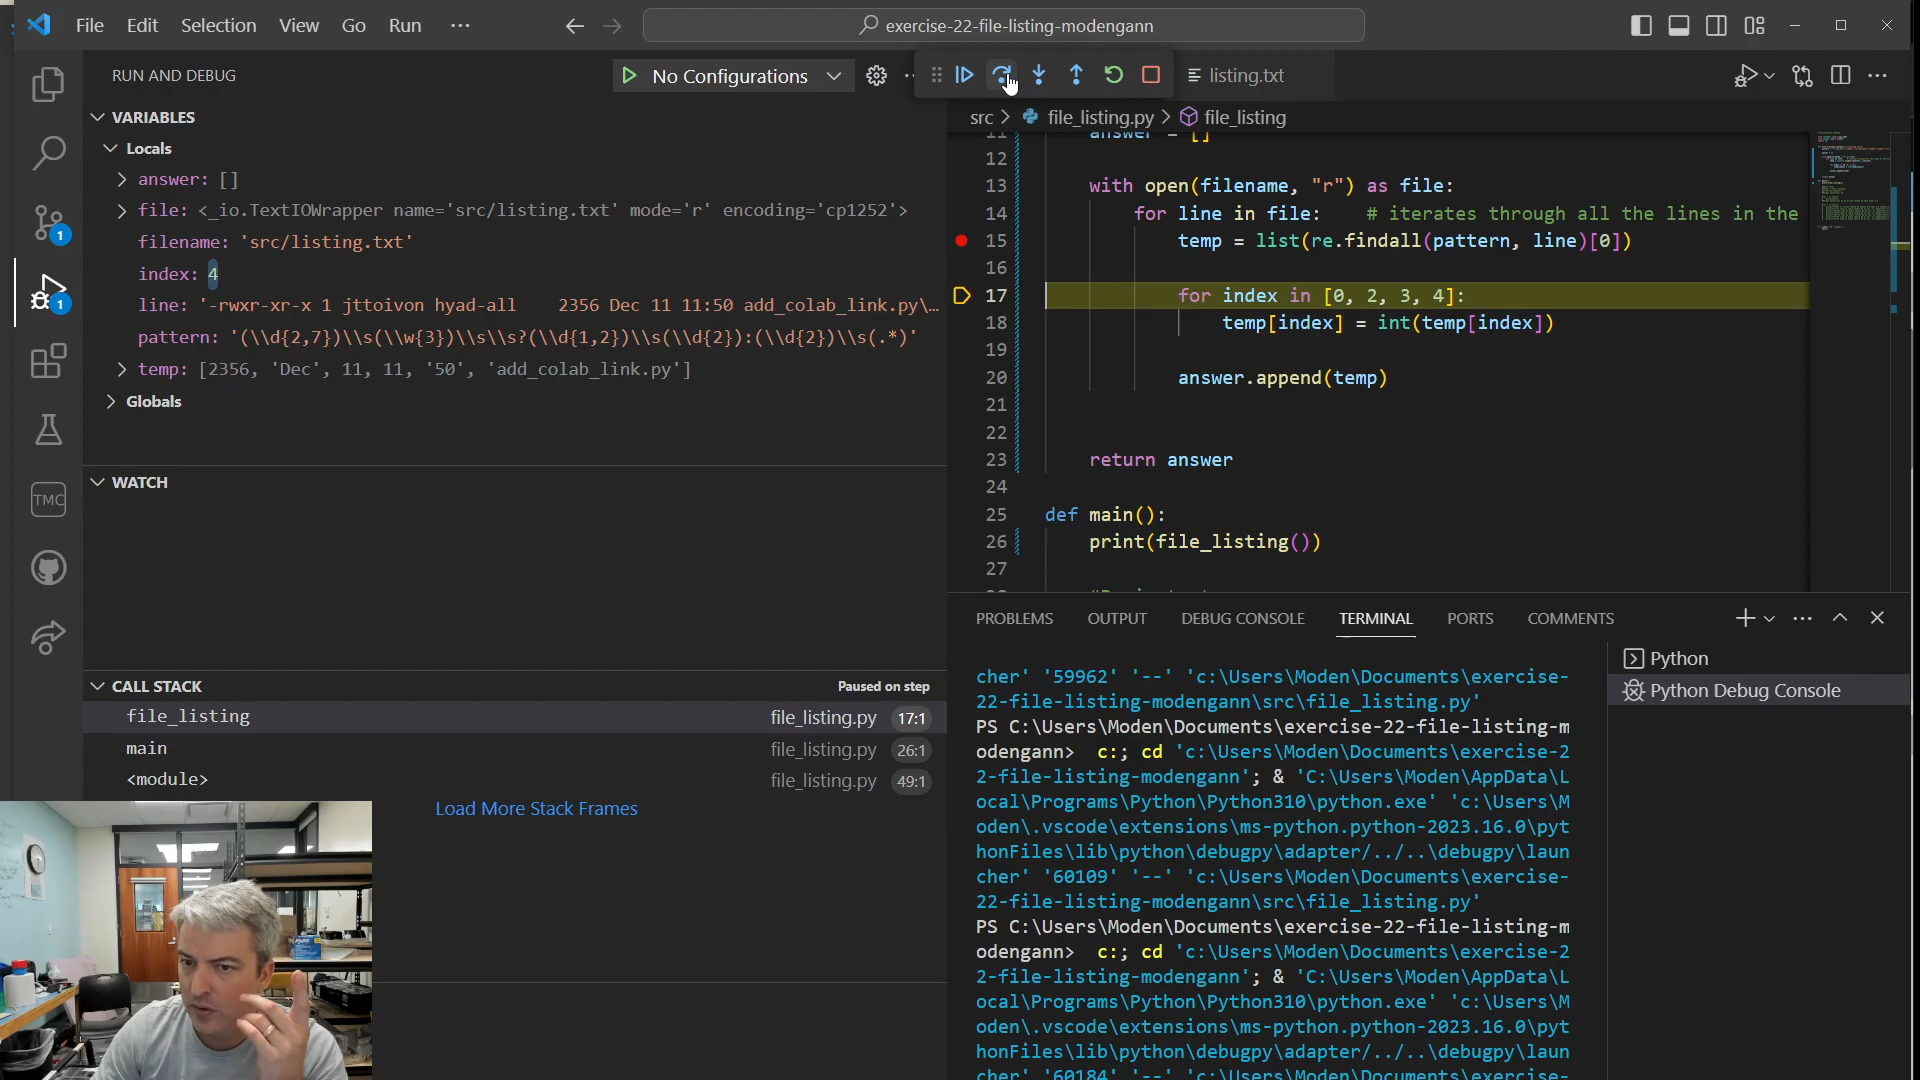 File Edit Selection View Go Run ···
exercise-22-file-listing-modengann
RUN AND DEBUG
No Configurations
listing.txt
src > file_listing.py > file_listing
VARIABLES
Locals
answer: []
file: <_io.TextIOWrapper name='src/listing.txt' mode='r' encoding='cp1252'>
filename: 'src/listing.txt'
index: 4
line: '-rwxr-xr-x 1 jttoivon hyad-all    2356 Dec 11 11:50 add_colab_link.py\…
pattern: '(\\d{2,7})\\s(\\w{3})\\s\\s?(\\d{1,2})\\s(\\d{2}):(\\d{2})\\s(.*)'
temp: [2356, 'Dec', 11, 11, '50', 'add_colab_link.py']
Globals
WATCH
CALL STACK
Paused on step
file_listing file_listing.py 17:1
main file_listing.py 26:1
<module> file_listing.py 49:1
Load More Stack Frames
1
1
TMC
11 answer = []
12
13 with open(filename, "r") as file:
14 for line in file:    # iterates through all the lines in the
15 temp = list(re.findall(pattern, line)[0])
16
17 for index in [0, 2, 3, 4]:
18 temp[index] = int(temp[index])
19
20 answer.append(temp)
21
22
23 return answer
24
25 def main():
26 print(file_listing())
27
PROBLEMS OUTPUT DEBUG CONSOLE TERMINAL PORTS COMMENTS
Python
Python Debug Console
cher' '59962' '--' 'c:\Users\Moden\Documents\exercise-
22-file-listing-modengann\src\file_listing.py'
PS C:\Users\Moden\Documents\exercise-22-file-listing-m
odengann>  c:; cd 'c:\Users\Moden\Documents\exercise-2
2-file-listing-modengann'; & 'C:\Users\Moden\AppData\L
ocal\Programs\Python\Python310\python.exe' 'c:\Users\M
oden\.vscode\extensions\ms-python.python-2023.16.0\pyt
honFiles\lib\python\debugpy\adapter/../..\debugpy\laun
cher' '60109' '--' 'c:\Users\Moden\Documents\exercise-
22-file-listing-modengann\src\file_listing.py'
PS C:\Users\Moden\Documents\exercise-22-file-listing-m
odengann>  c:; cd 'c:\Users\Moden\Documents\exercise-2
2-file-listing-modengann'; & 'C:\Users\Moden\AppData\L
ocal\Programs\Python\Python310\python.exe' 'c:\Users\M
oden\.vscode\extensions\ms-python.python-2023.16.0\pyt
honFiles\lib\python\debugpy\adapter/../..\debugpy\laun
cher' '60184' '--' 'c:\Users\Moden\Documents\exercise-